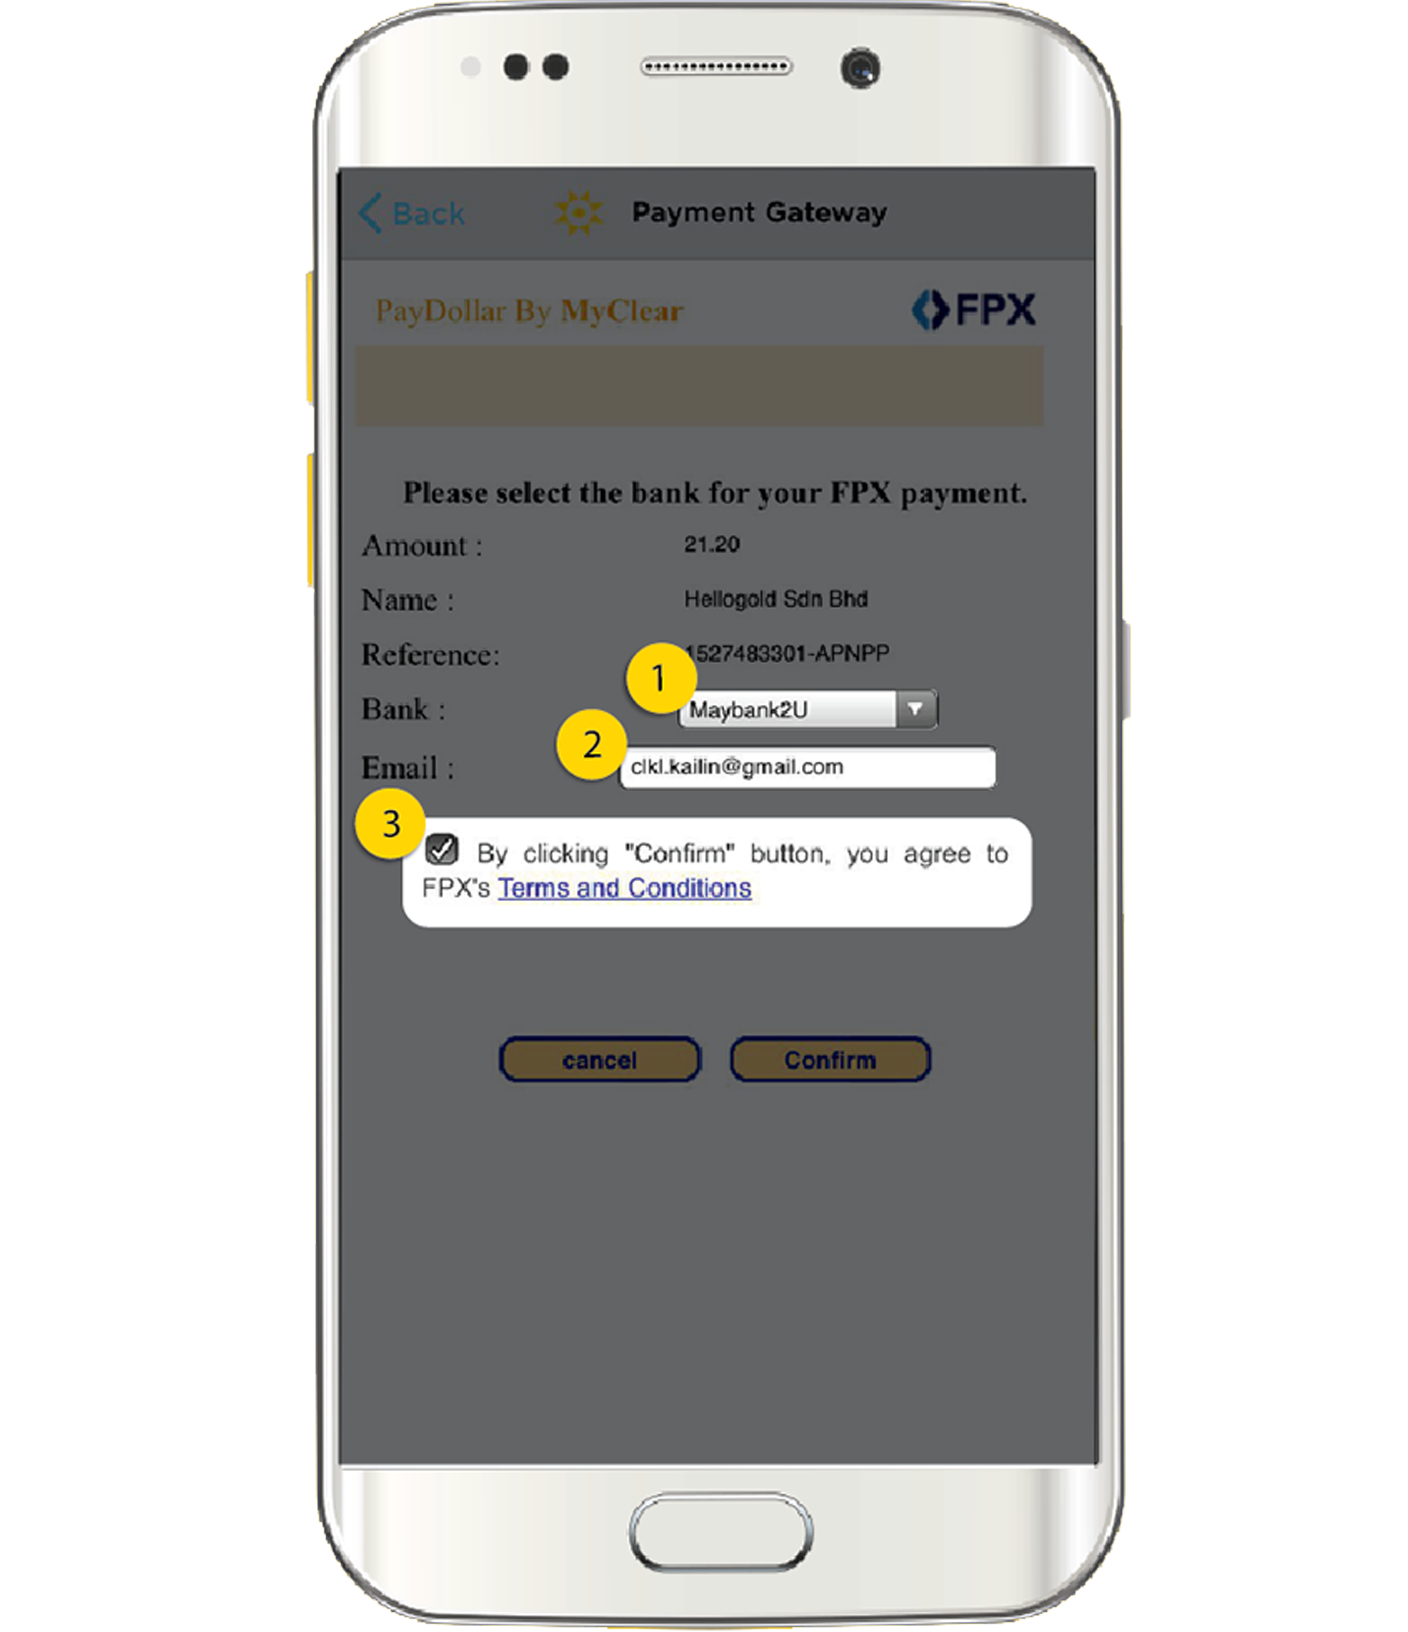 Back Payment Gateway
PayDollar By MyClear FPX
Please select the bank for your FPX payment.
Amount : 21.20
Name : Hellogold Sdn Bhd
Reference: 1527483301-APNPP
1
Bank : Maybank2U
2
Email : clkl.kailin@gmail.com
3
By clicking "Confirm" button, you agree to
FPX's Terms and Conditions
cancel Confirm